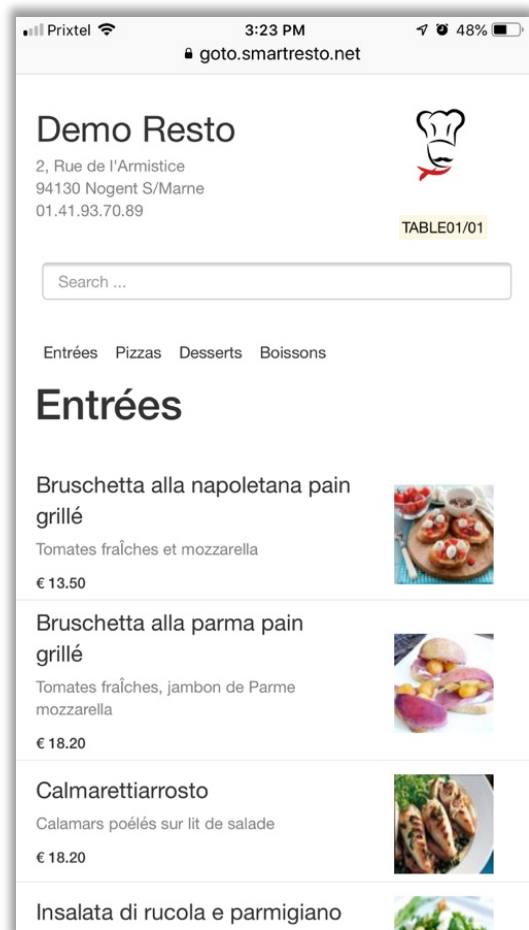 Prixtel 3:23 PM 48%
goto.smartresto.net
Demo Resto
2, Rue de l'Armistice
94130 Nogent S/Marne
01.41.93.70.89
TABLE01/01
Search ...
Entrées Pizzas Desserts Boissons
Entrées
Bruschetta alla napoletana pain
grillé
Tomates fraÎches et mozzarella
€ 13.50
Bruschetta alla parma pain
grillé
Tomates fraÎches, jambon de Parme
mozzarella
€ 18.20
Calmarettiarrosto
Calamars poélés sur lit de salade
€ 18.20
Insalata di rucola e parmigiano